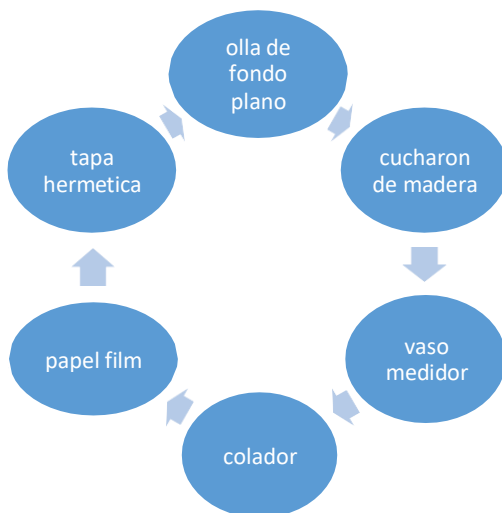 olla de
fondo
plano
cucharon
de madera
vaso
medidor
colador
papel film
tapa
hermetica